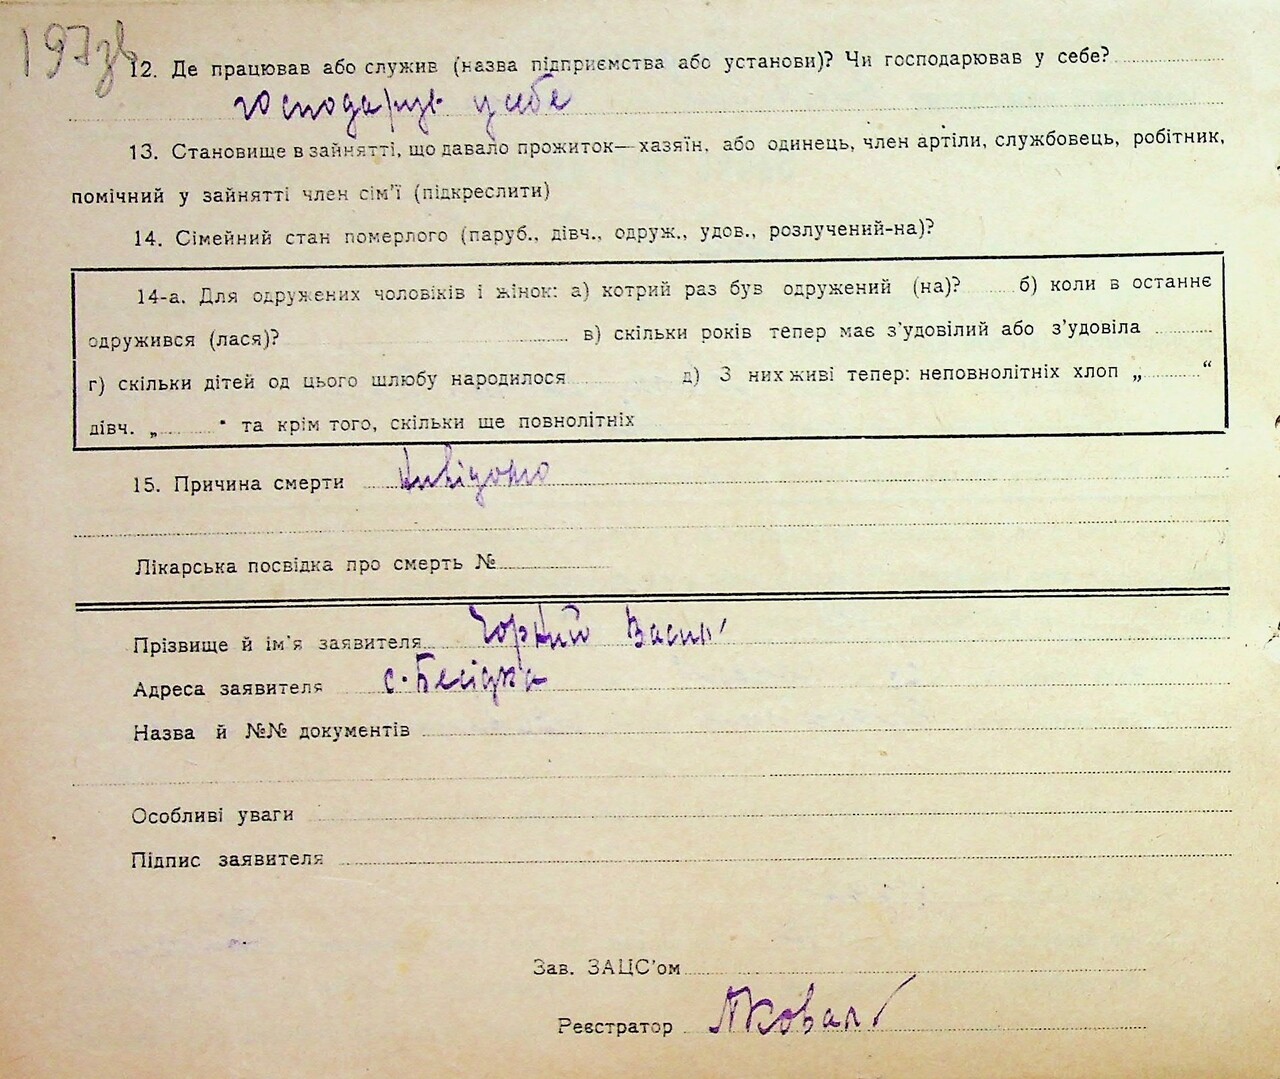 197зв
12. Де працював або служив (назва підприємства або установи)? Чи господарював у себе?
господарув у себе
13. Становище в зайнятті, що давало прожиток—хазяїн, або одинець, член артіли, службовець, робітник,
помічний у зайнятті член сім'ї (підкреслити)
14. Сімейний стан померлого (паруб., дівч., одруж., удов., розлучений-на)?
14-а. Для одружених чоловіків і жінок: а) котрий раз був одружений (на)? б) коли в останнє
одружився (лася)? в) скільки років тепер має з'удовілий або з'удовіла
г) скільки дітей од цього шлюбу народилося д) З них живі тепер: неповнолітніх хлоп „ “
дівч. „ “ та крім того, скільки ще повнолітніх
15. Причина смерти Невідомо
Лікарська посвідка про смерть №
Прізвище й ім'я заявителя Чорний Василь
Адреса заявителя с. Бесідка
Назва й №№ документів
Особливі уваги
Підпис заявителя
Зав. ЗАЦС'ом
Реєстратор Коваль